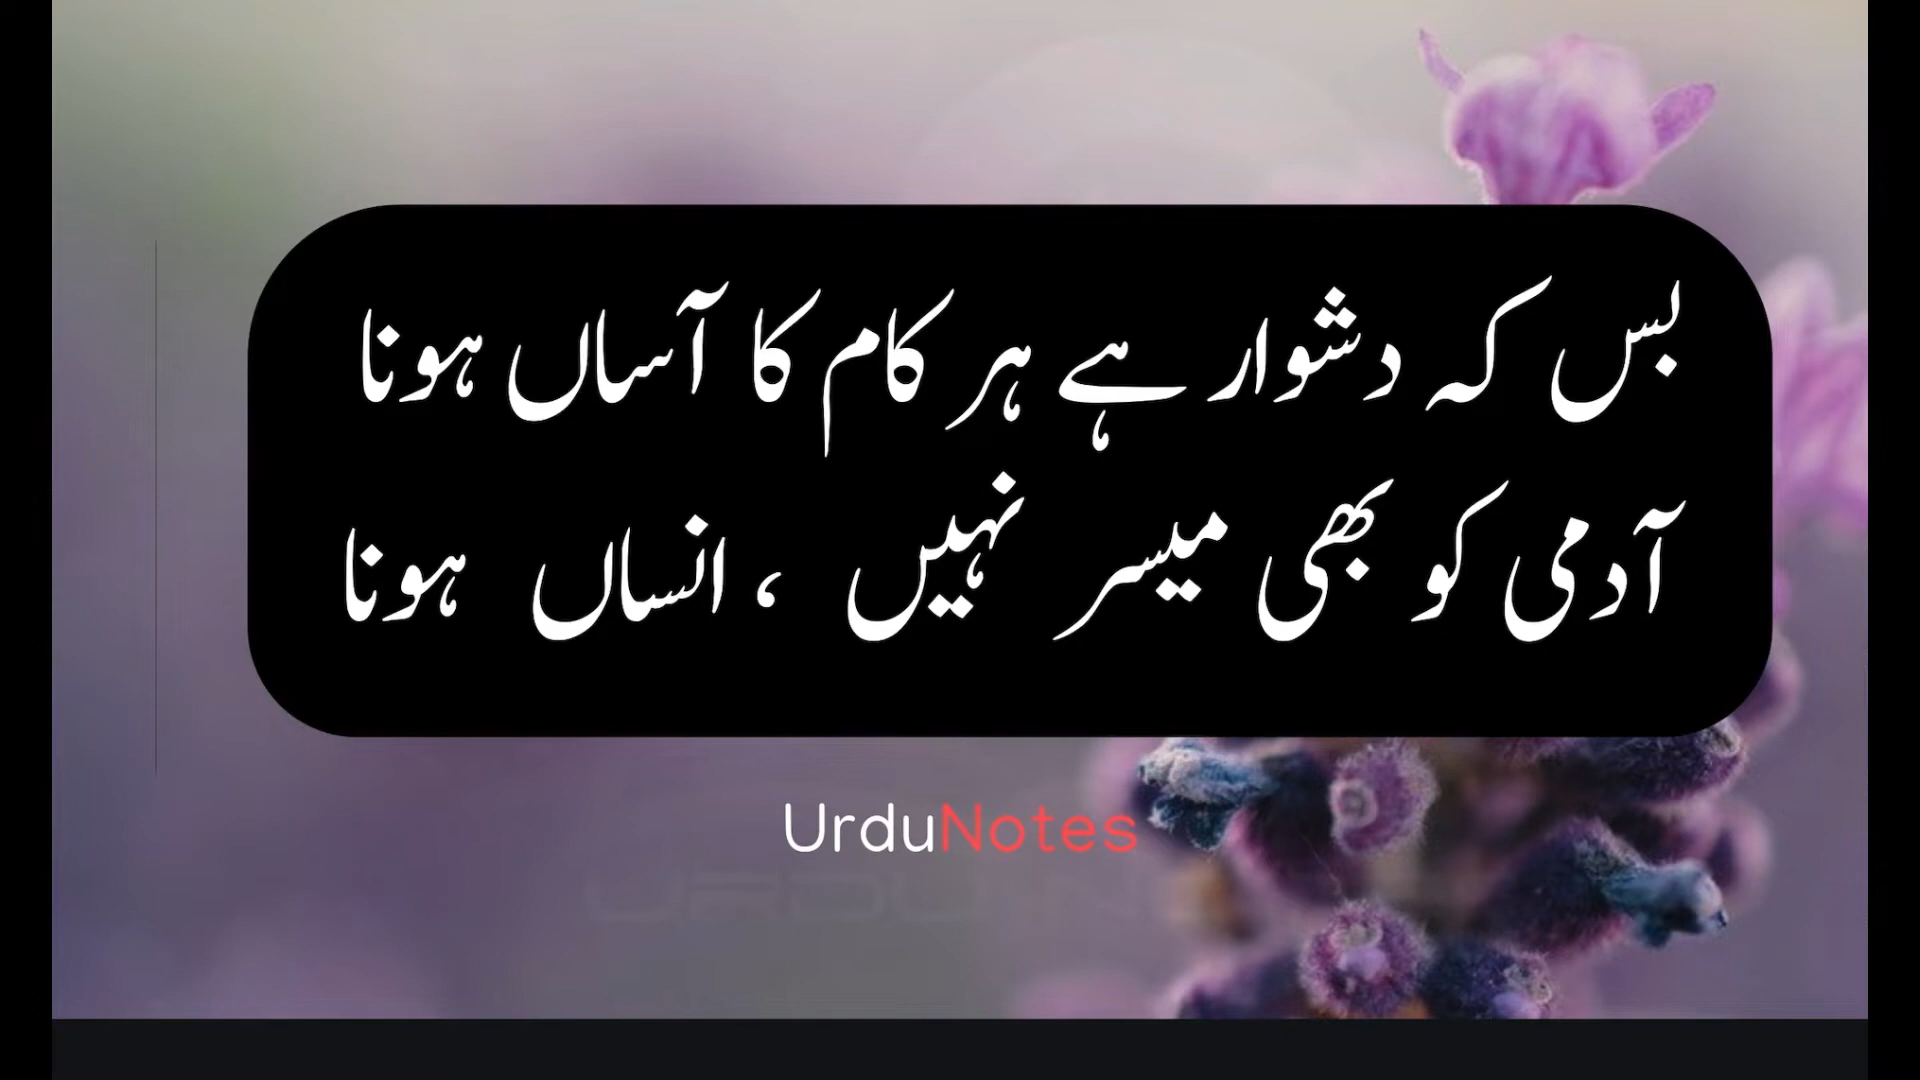 بس کہ دشوار ہے ہر کام کا آساں ہونا
آدمی کو بھی میسر نہیں ، انساں ہونا
UrduNotes